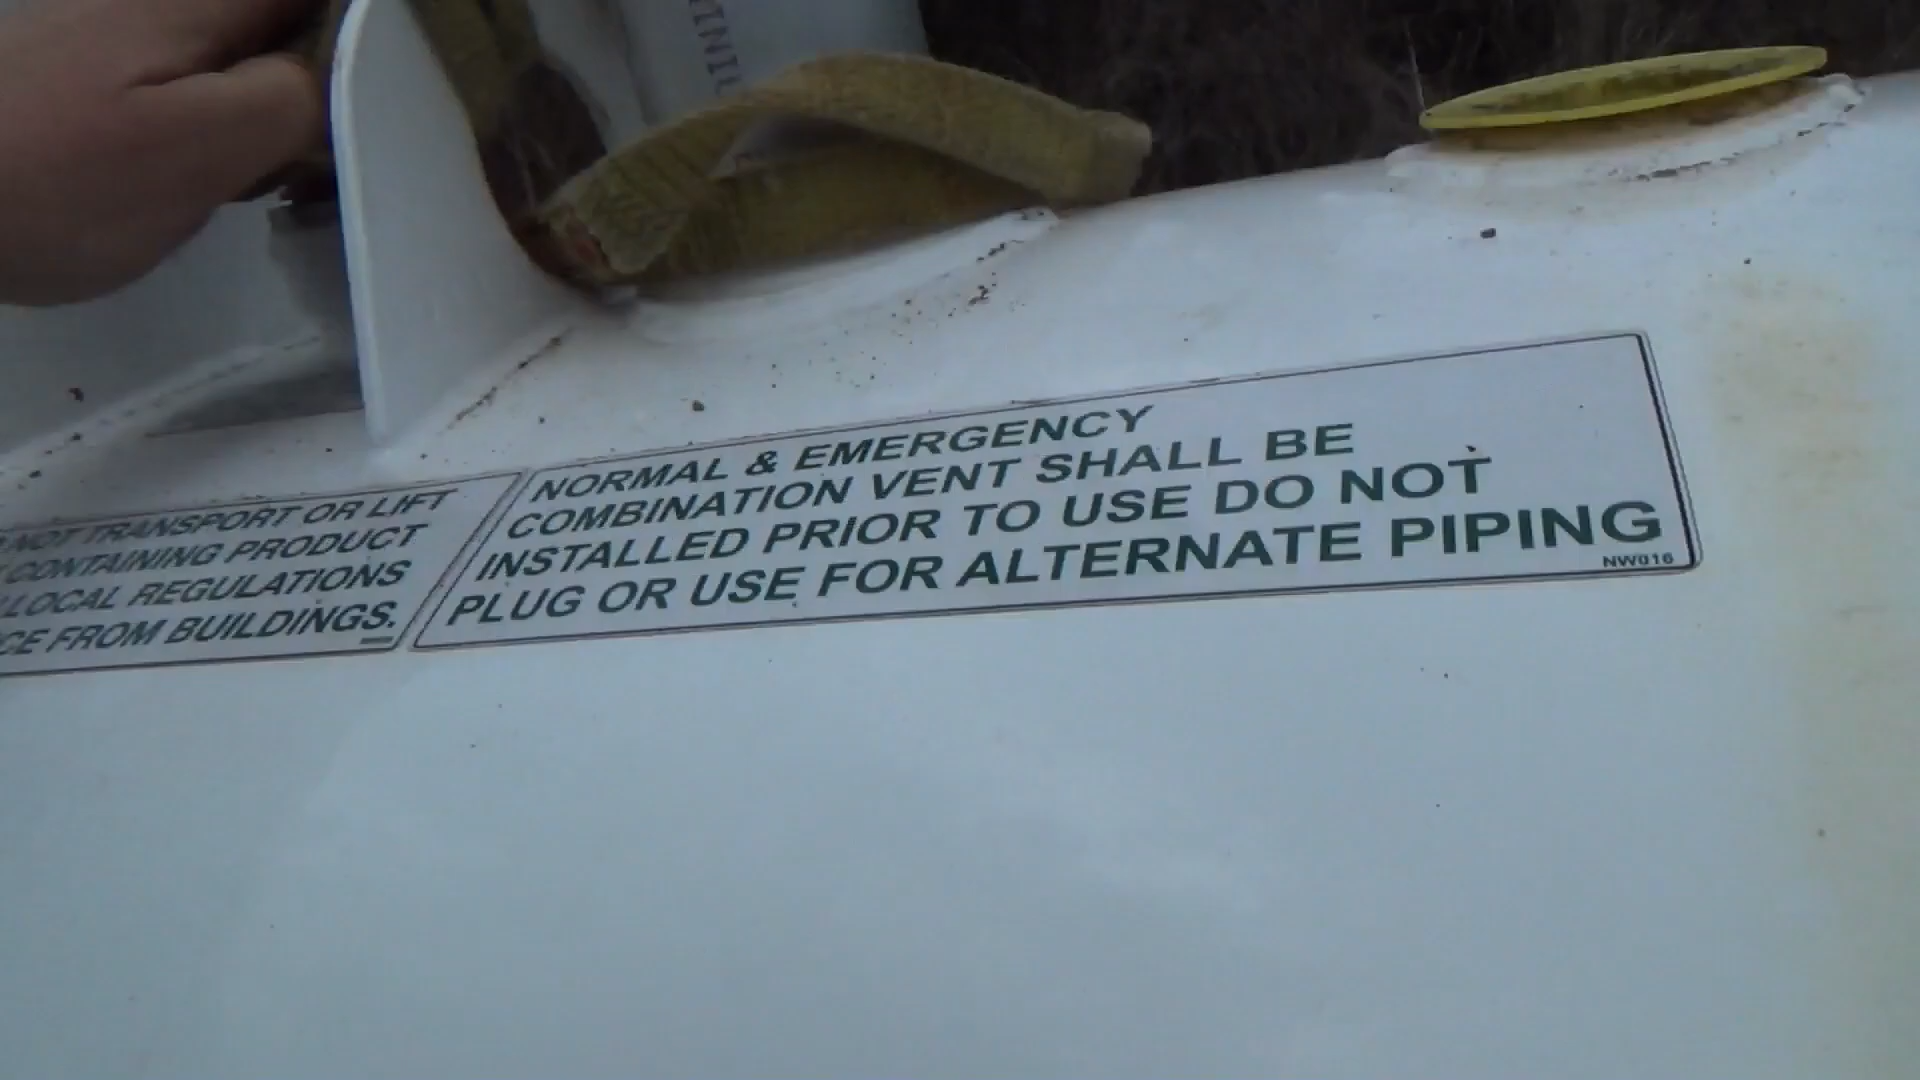 NOT TRANSPORT OR LIFT
CONTAINING PRODUCT
LOCAL REGULATIONS
FROM BUILDINGS.
NORMAL & EMERGENCY
COMBINATION VENT SHALL BE
INSTALLED PRIOR TO USE DO NOT
PLUG OR USE FOR ALTERNATE PIPING
NW016